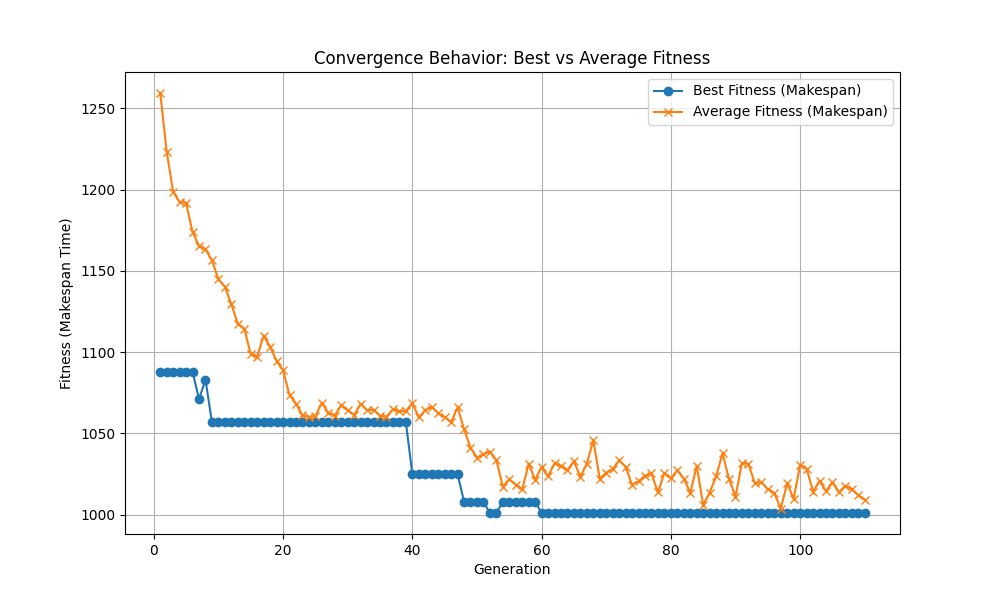 Convergence Behavior: Best vs Average Fitness
Best Fitness (Makespan)
Average Fitness (Makespan)
Fitness (Makespan Time)
1250
1200
1150
1100
1050
1000
0 20 40 60 80 100
Generation